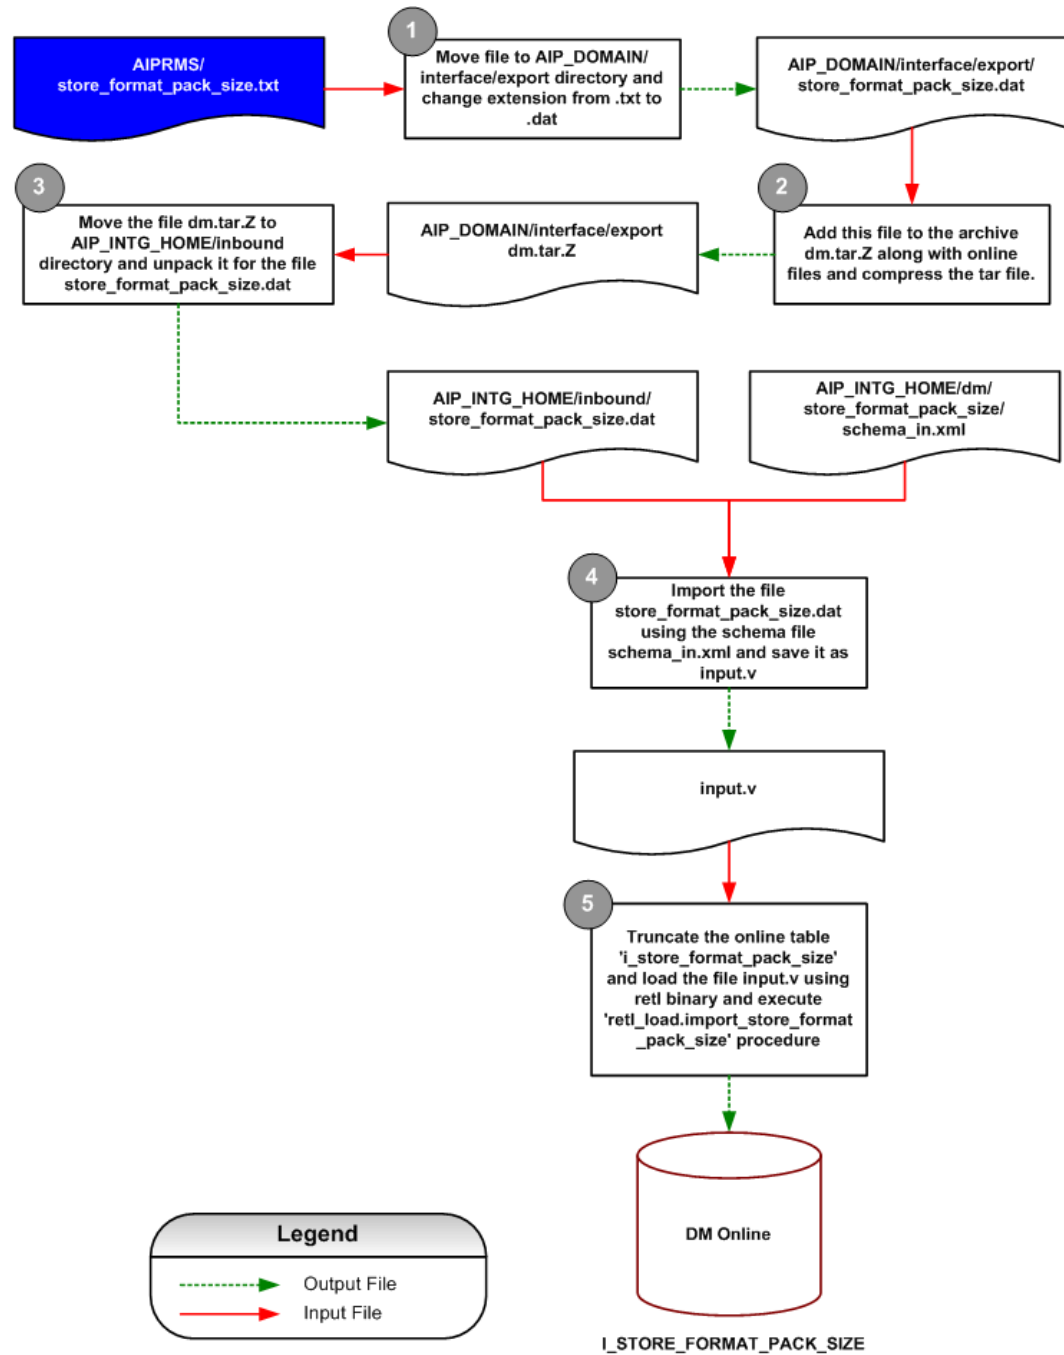 AIPRMS/
store_format_pack_size.txt
1
Move file to AIP_DOMAIN/
interface/export directory and
change extension from .txt to
.dat
AIP_DOMAIN/interface/export/
store_format_pack_size.dat
3
Move the file dm.tar.Z to
AIP_INTG_HOME/inbound
directory and unpack it for the file
store_format_pack_size.dat
AIP_DOMAIN/interface/export
dm.tar.Z
2
Add this file to the archive
dm.tar.Z along with online
files and compress the tar file.
AIP_INTG_HOME/inbound/
store_format_pack_size.dat
AIP_INTG_HOME/dm/
store_format_pack_size/
schema_in.xml
4
Import the file
store_format_pack_size.dat
using the schema file
schema_in.xml and save it as
input.v
input.v
5
Truncate the online table
'i_store_format_pack_size'
and load the file input.v using
retl binary and execute
'retl_load.import_store_format
_pack_size' procedure
DM Online
I_STORE_FORMAT_PACK_SIZE
Legend
Output File
Input File